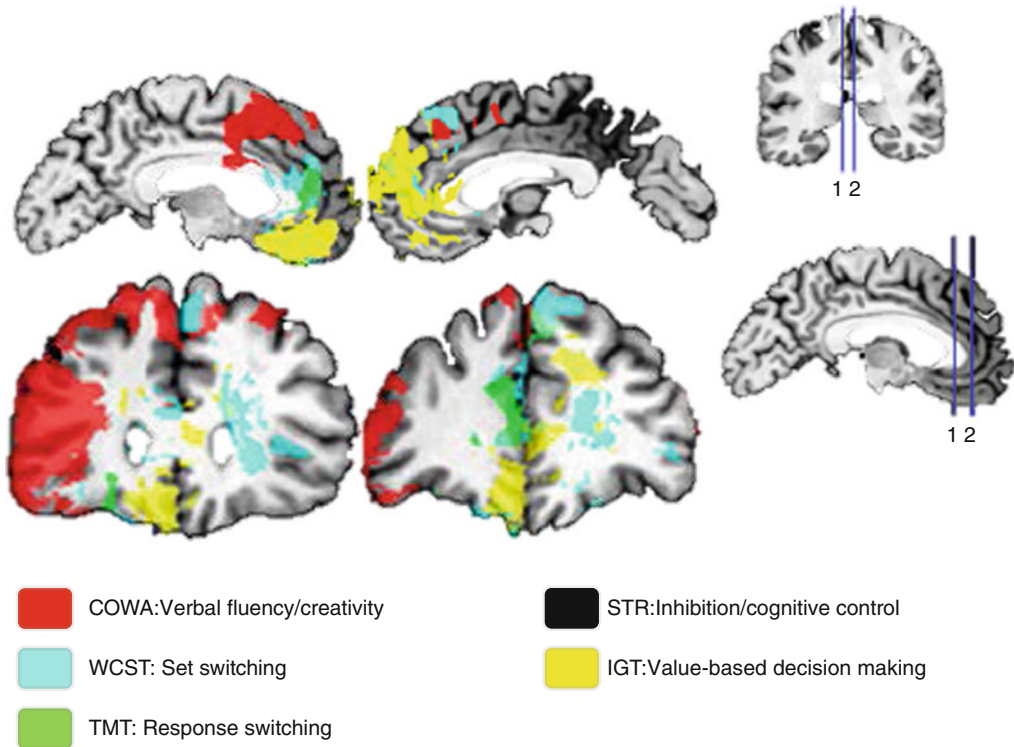 1 2
1 2
COWA:Verbal fluency/creativity
STR:Inhibition/cognitive control
WCST: Set switching
IGT:Value-based decision making
TMT: Response switching